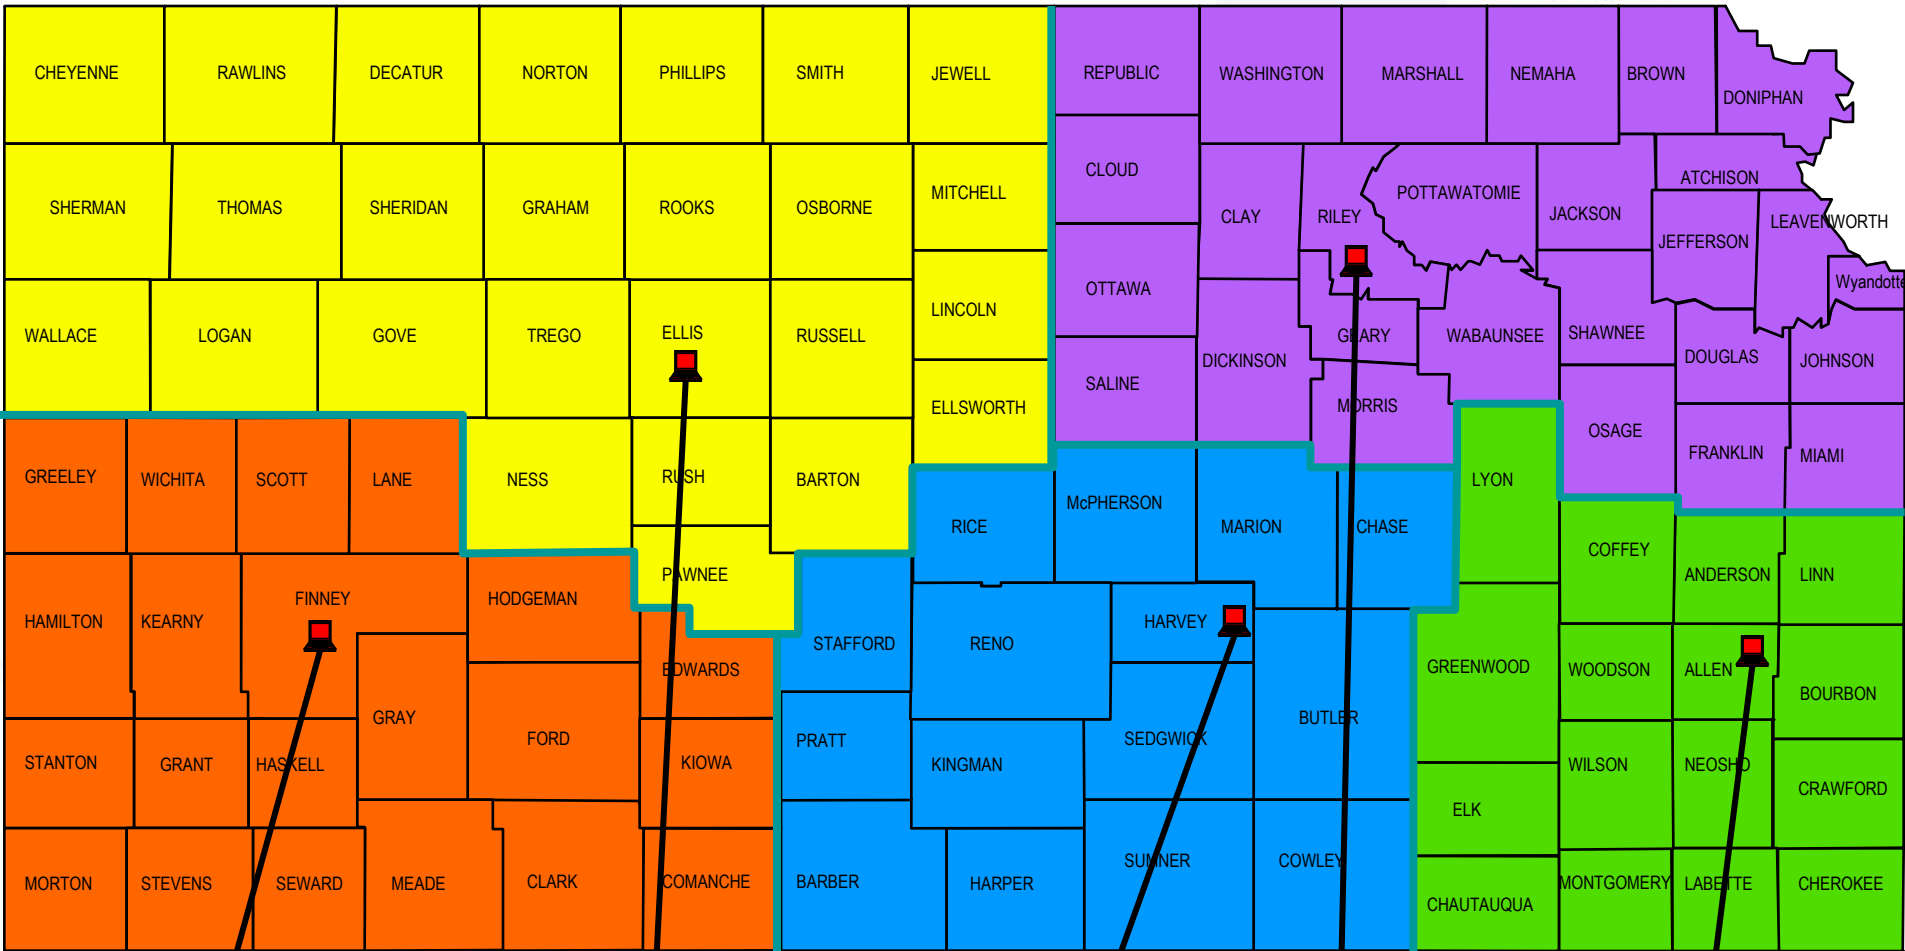 CHEYENNE
RAWLINS
DECATUR
NORTON
PHILLIPS
SMITH
JEWELL
REPUBLIC
WASHINGTON
MARSHALL
NEMAHA
BROWN
DONIPHAN
SHERMAN
THOMAS
SHERIDAN
GRAHAM
ROOKS
OSBORNE
MITCHELL
CLOUD
CLAY
RILEY
POTTAWATOMIE
JACKSON
ATCHISON
JEFFERSON
LEAVENWORTH
Wyandotte
WALLACE
LOGAN
GOVE
TREGO
ELLIS
RUSSELL
LINCOLN
OTTAWA
DICKINSON
GEARY
WABAUNSEE
SHAWNEE
DOUGLAS
JOHNSON
ELLSWORTH
SALINE
MORRIS
OSAGE
FRANKLIN
MIAMI
GREELEY
WICHITA
SCOTT
LANE
NESS
RUSH
BARTON
RICE
McPHERSON
MARION
CHASE
LYON
COFFEY
ANDERSON
LINN
HAMILTON
KEARNY
FINNEY
HODGEMAN
PAWNEE
EDWARDS
STAFFORD
RENO
HARVEY
GREENWOOD
WOODSON
ALLEN
BOURBON
STANTON
GRANT
HASKELL
GRAY
FORD
KIOWA
PRATT
KINGMAN
SEDGWICK
BUTLER
ELK
WILSON
NEOSHO
CRAWFORD
MORTON
STEVENS
SEWARD
MEADE
CLARK
COMANCHE
BARBER
HARPER
SUMNER
COWLEY
CHAUTAUQUA
MONTGOMERY
LABETTE
CHEROKEE